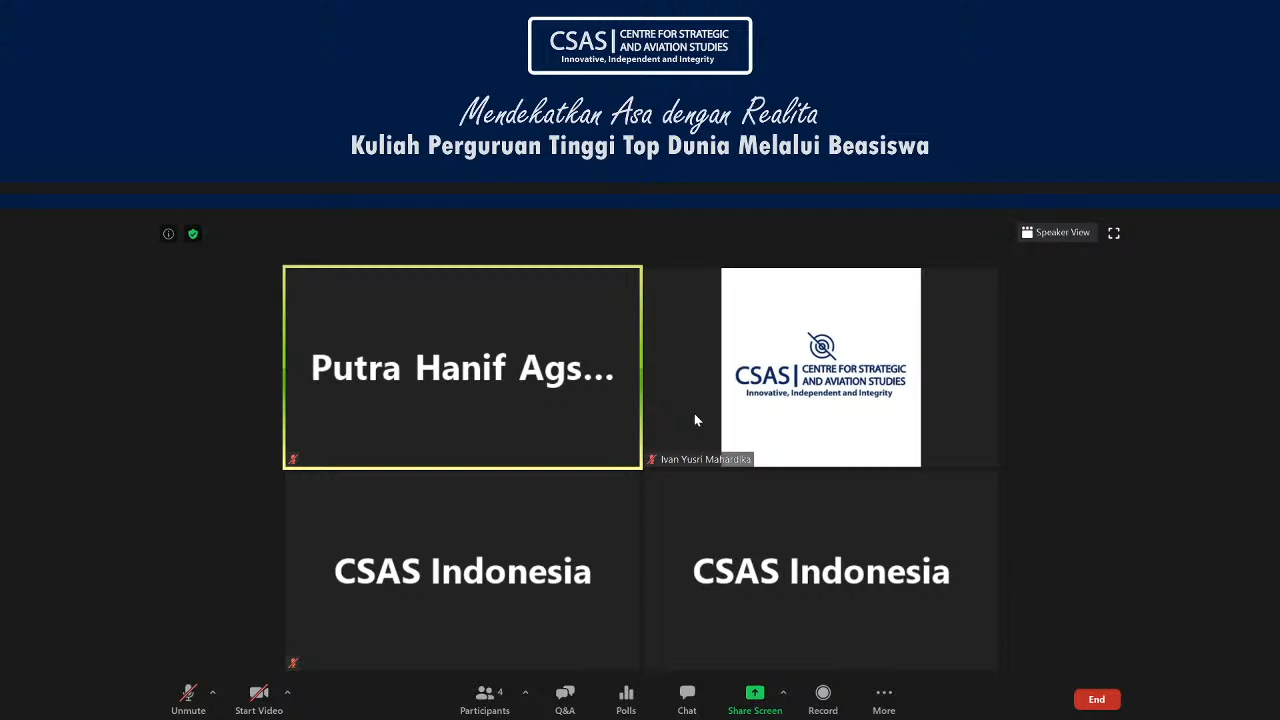 CSAS | CENTRE FOR STRATEGIC
AND AVIATION STUDIES
Innovative, Independent and Integrity
Mendekatkan Asa dengan Realita
Kuliah Perguruan Tinggi Top Dunia Melalui Beasiswa
Speaker View
Putra Hanif Ags...
CSAS | CENTRE FOR STRATEGIC
AND AVIATION STUDIES
Innovative, Independent and Integrity
Ivan Yusri Mahardika
CSAS Indonesia
CSAS Indonesia
4
Unmute
Start Video
Participants
Q&A
Polls
Chat
Share Screen
Record
More
End